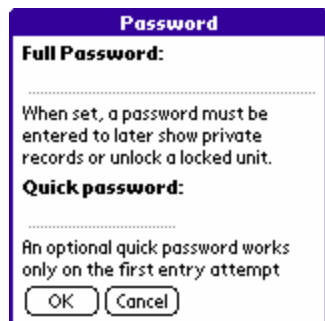 Password
Full Password:
When set, a password must be
entered to later show private
records or unlock a locked unit.
Quick password:
An optional quick password works
only on the first entry attempt
OK Cancel